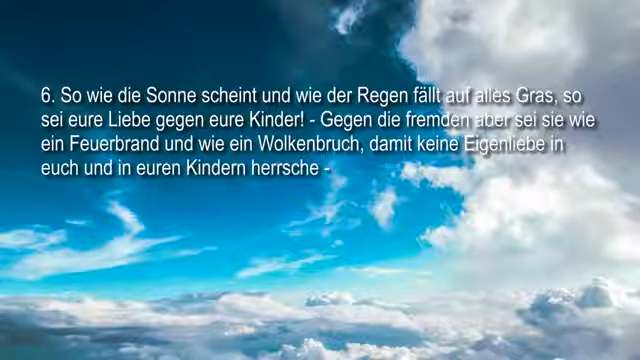 6. So wie die Sonne scheint und wie der Regen fällt auf alles Gras, so
sei eure Liebe gegen eure Kinder! - Gegen die fremden aber sei sie wie
ein Feuerbrand und wie ein Wolkenbruch, damit keine Eigenliebe in
euch und in euren Kindern herrsche -